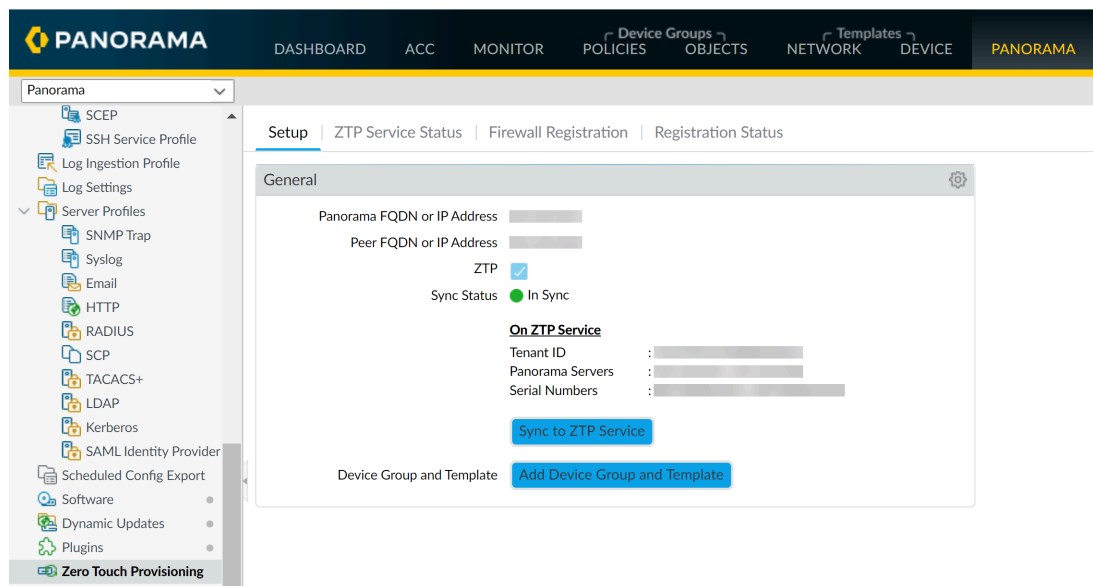 PANORAMA
Device Groups
Templates
DASHBOARD ACC MONITOR POLICIES OBJECTS NETWORK DEVICE PANORAMA
Panorama
SCEP
SSH Service Profile
Log Ingestion Profile
Log Settings
Server Profiles
SNMP Trap
Syslog
Email
HTTP
RADIUS
SCP
TACACS+
LDAP
Kerberos
SAML Identity Provider
Scheduled Config Export
Software
Dynamic Updates
Plugins
Zero Touch Provisioning
Setup ZTP Service Status Firewall Registration Registration Status
General
Panorama FQDN or IP Address
Peer FQDN or IP Address
ZTP
Sync Status In Sync
On ZTP Service
Tenant ID :
Panorama Servers :
Serial Numbers :
Sync to ZTP Service
Device Group and Template Add Device Group and Template